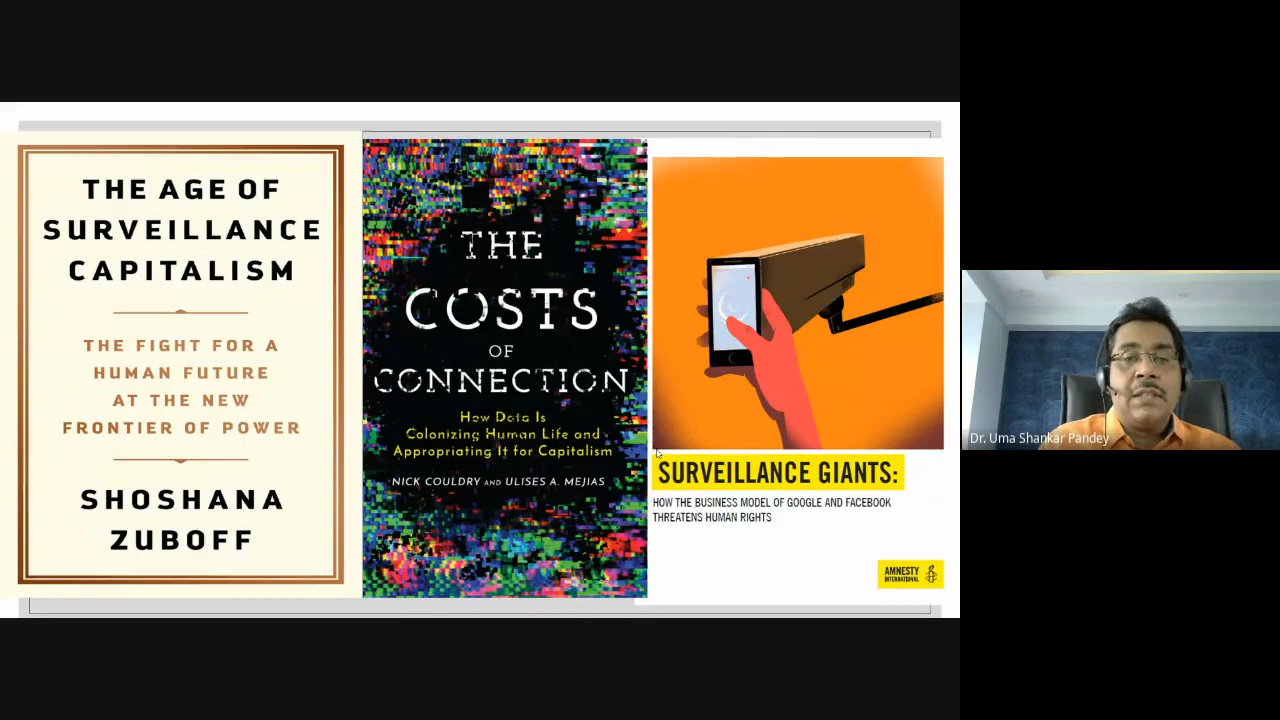 THE AGE OF
SURVEILLANCE
CAPITALISM
THE FIGHT FOR A
HUMAN FUTURE
AT THE NEW
FRONTIER OF POWER
SHOSHANA
ZUBOFF
THE
COSTS
OF
CONNECTION
How Data Is
Colonizing Human Life and
Appropriating It for Capitalism
NICK COULDRY AND ULISES A. MEJIAS
SURVEILLANCE GIANTS:
HOW THE BUSINESS MODEL OF GOOGLE AND FACEBOOK
THREATENS HUMAN RIGHTS
AMNESTY
INTERNATIONAL
Dr. Uma Shankar Pandey